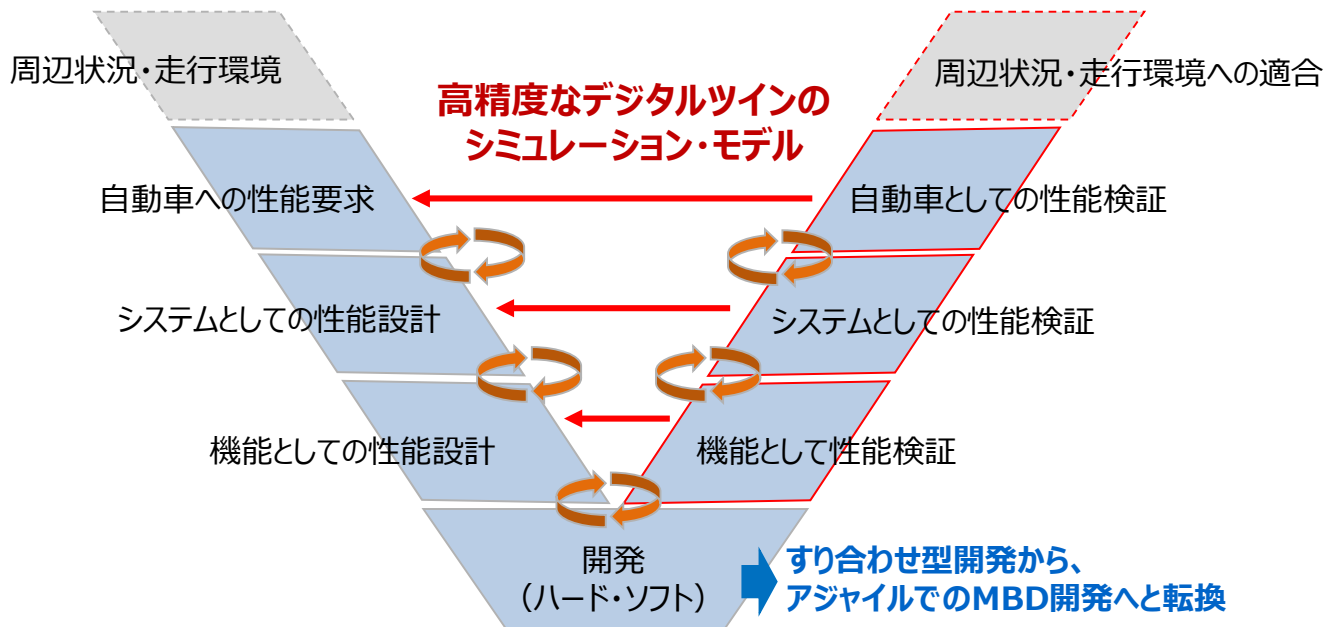 周辺状況・走行環境
周辺状況・走行環境への適合
高精度なデジタルツインの
シミュレーション・モデル
自動車への性能要求
自動車としての性能検証
システムとしての性能設計
システムとしての性能検証
機能としての性能設計
機能として性能検証
開発
（ハード・ソフト）
すり合わせ型開発から、
アジャイルでのMBD開発へと転換